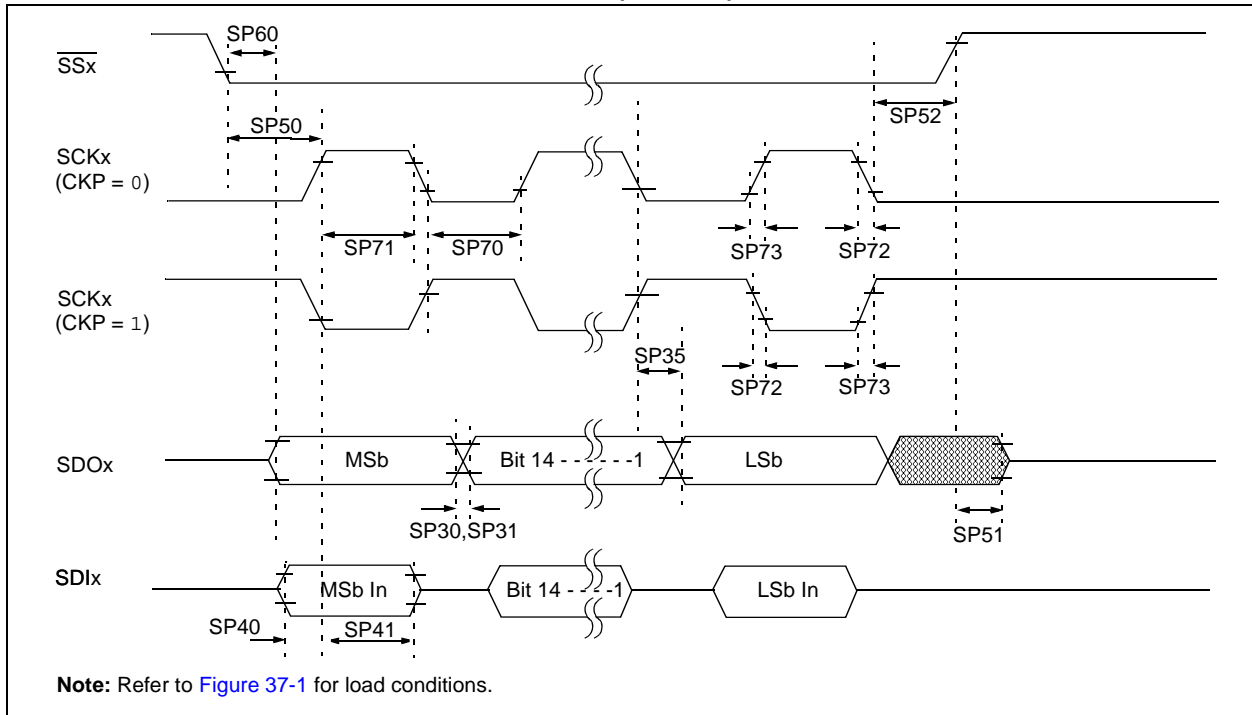 SP60
SSx
SP52
SP50
SCKx
(CKP = 0)
SP71
SP70
SP73
SP72
SCKx
(CKP = 1)
SP35
SP72
SP73
SDOx
MSb
Bit 14 - - - - - -1
LSb
SP30,SP31
SP51
SDIx
MSb In
Bit 14 - - - -1
LSb In
SP40
SP41
Note: Refer to Figure 37-1 for load conditions.